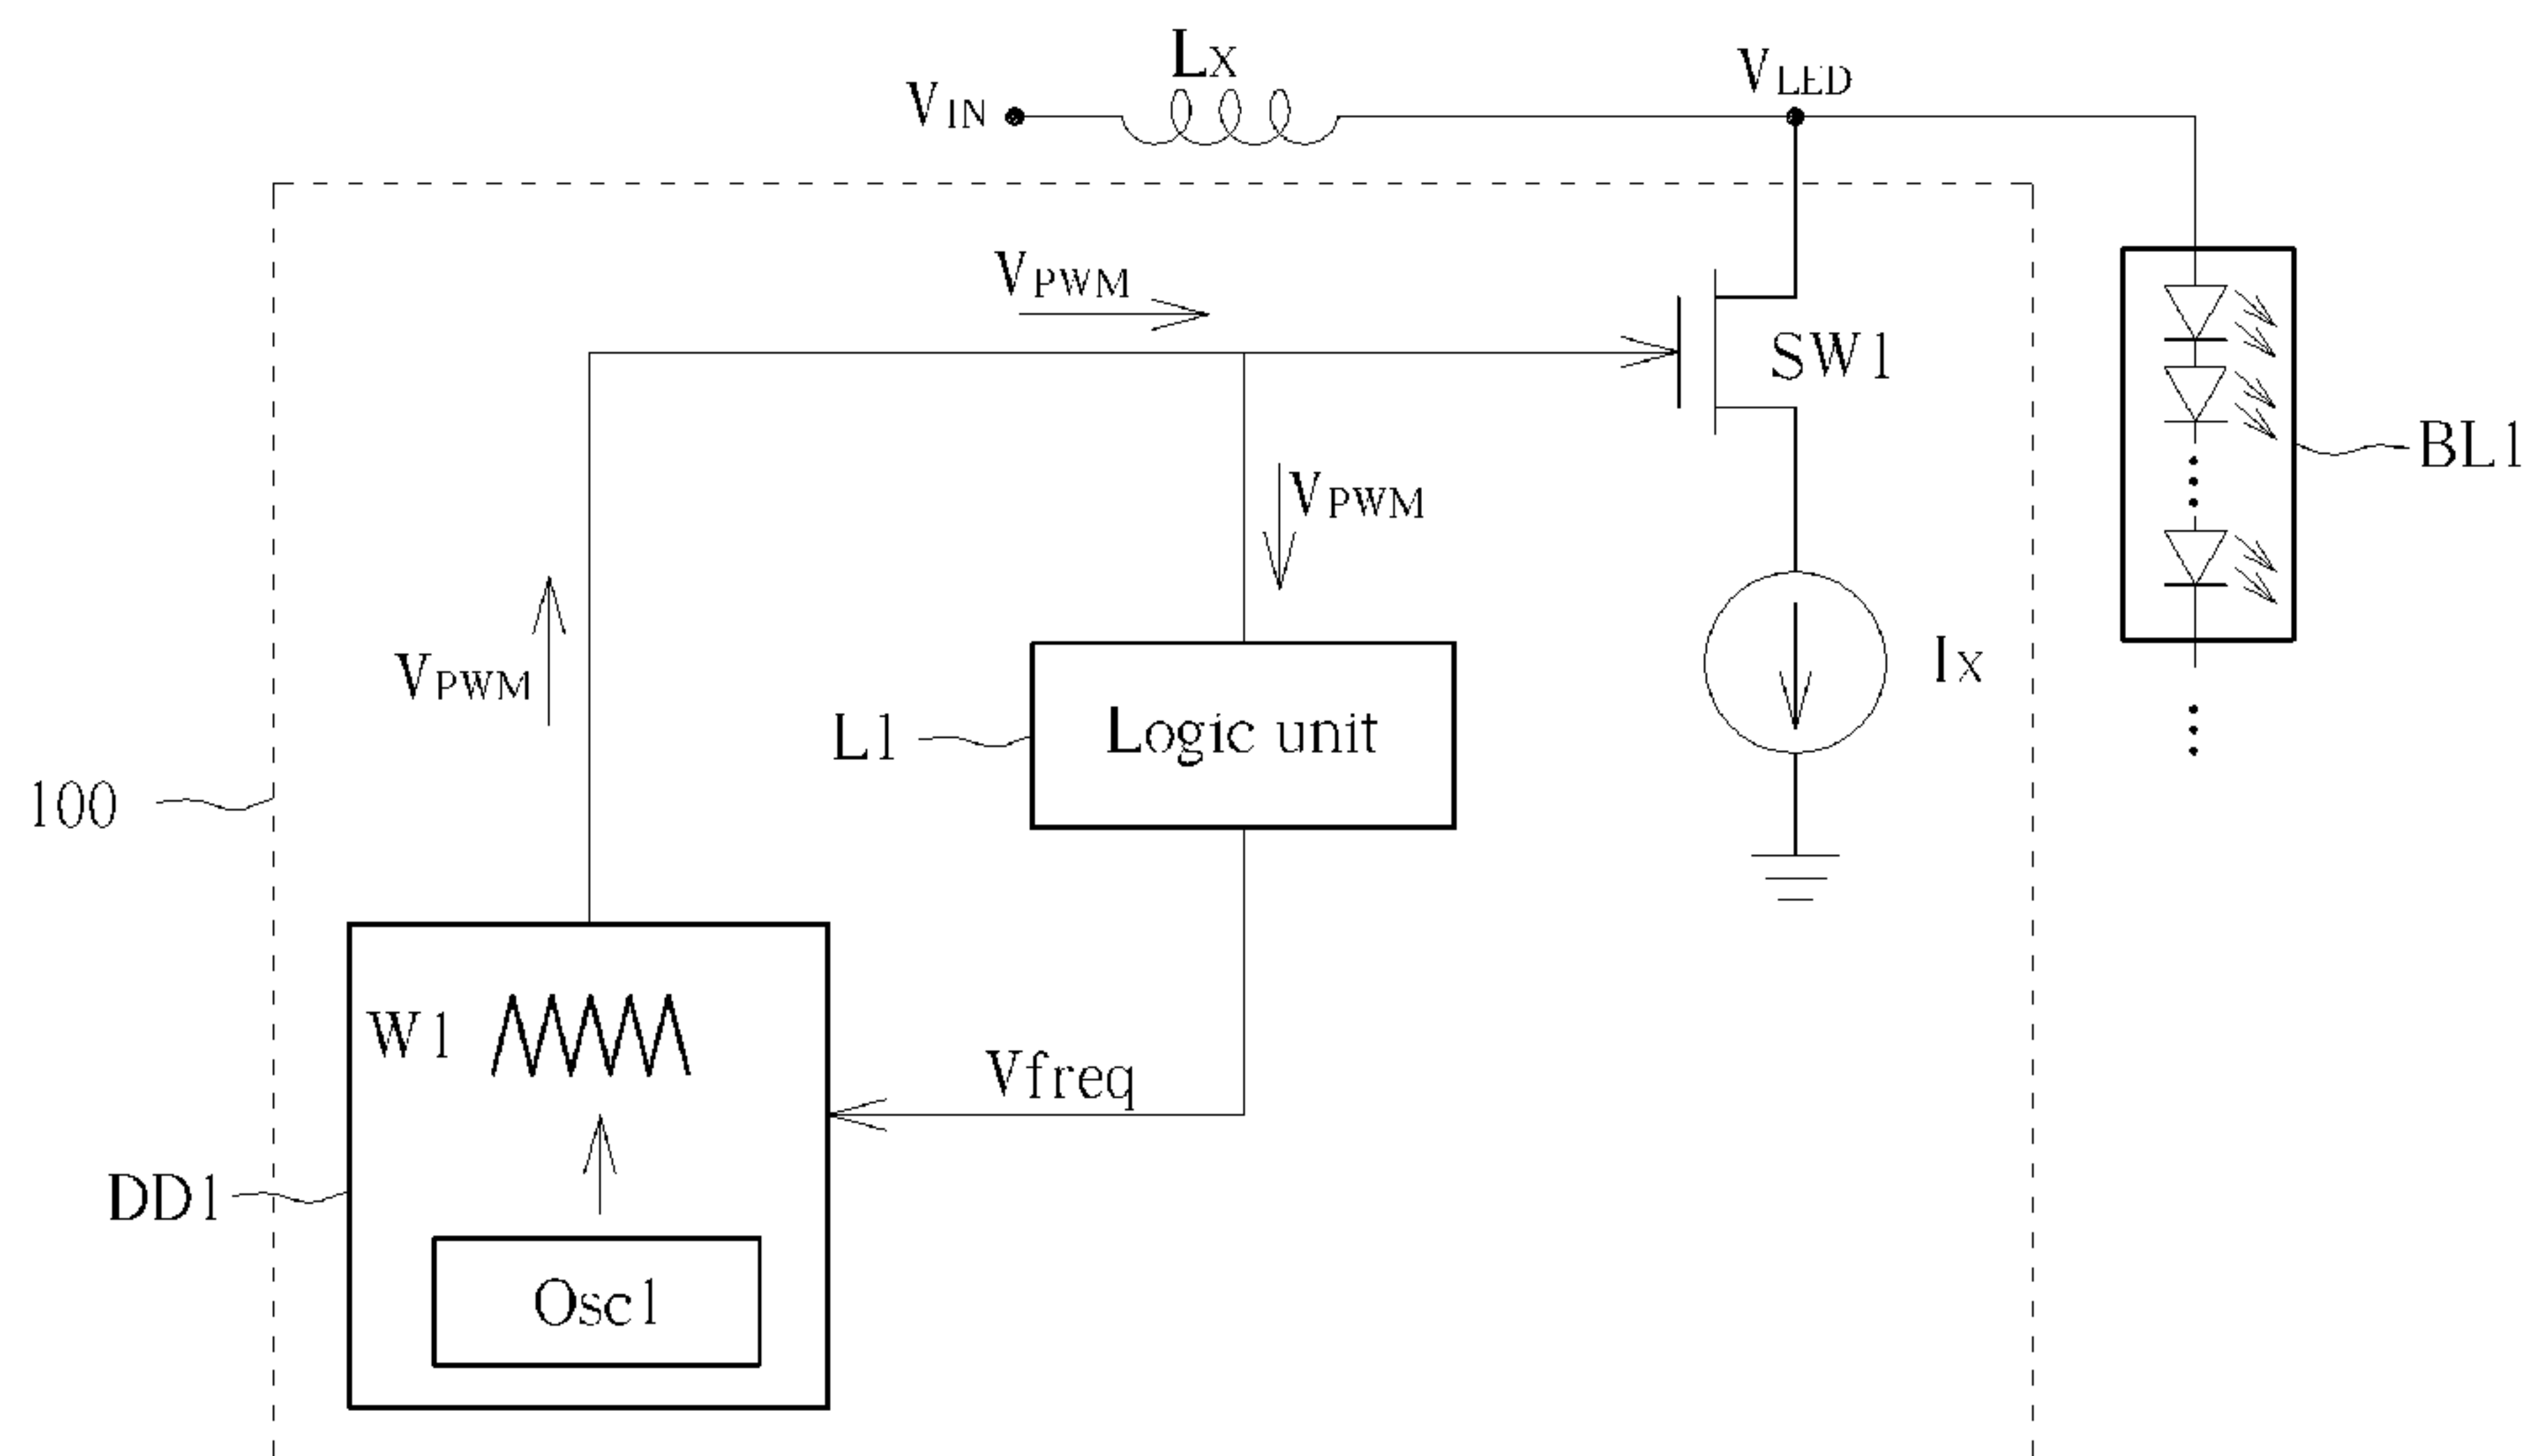 LX
VIN
VLED
VPWM
SW1
BL1
VPWM
VPWM
IX
L1
Logic unit
100
W1
Vfreq
DD1
Osc1